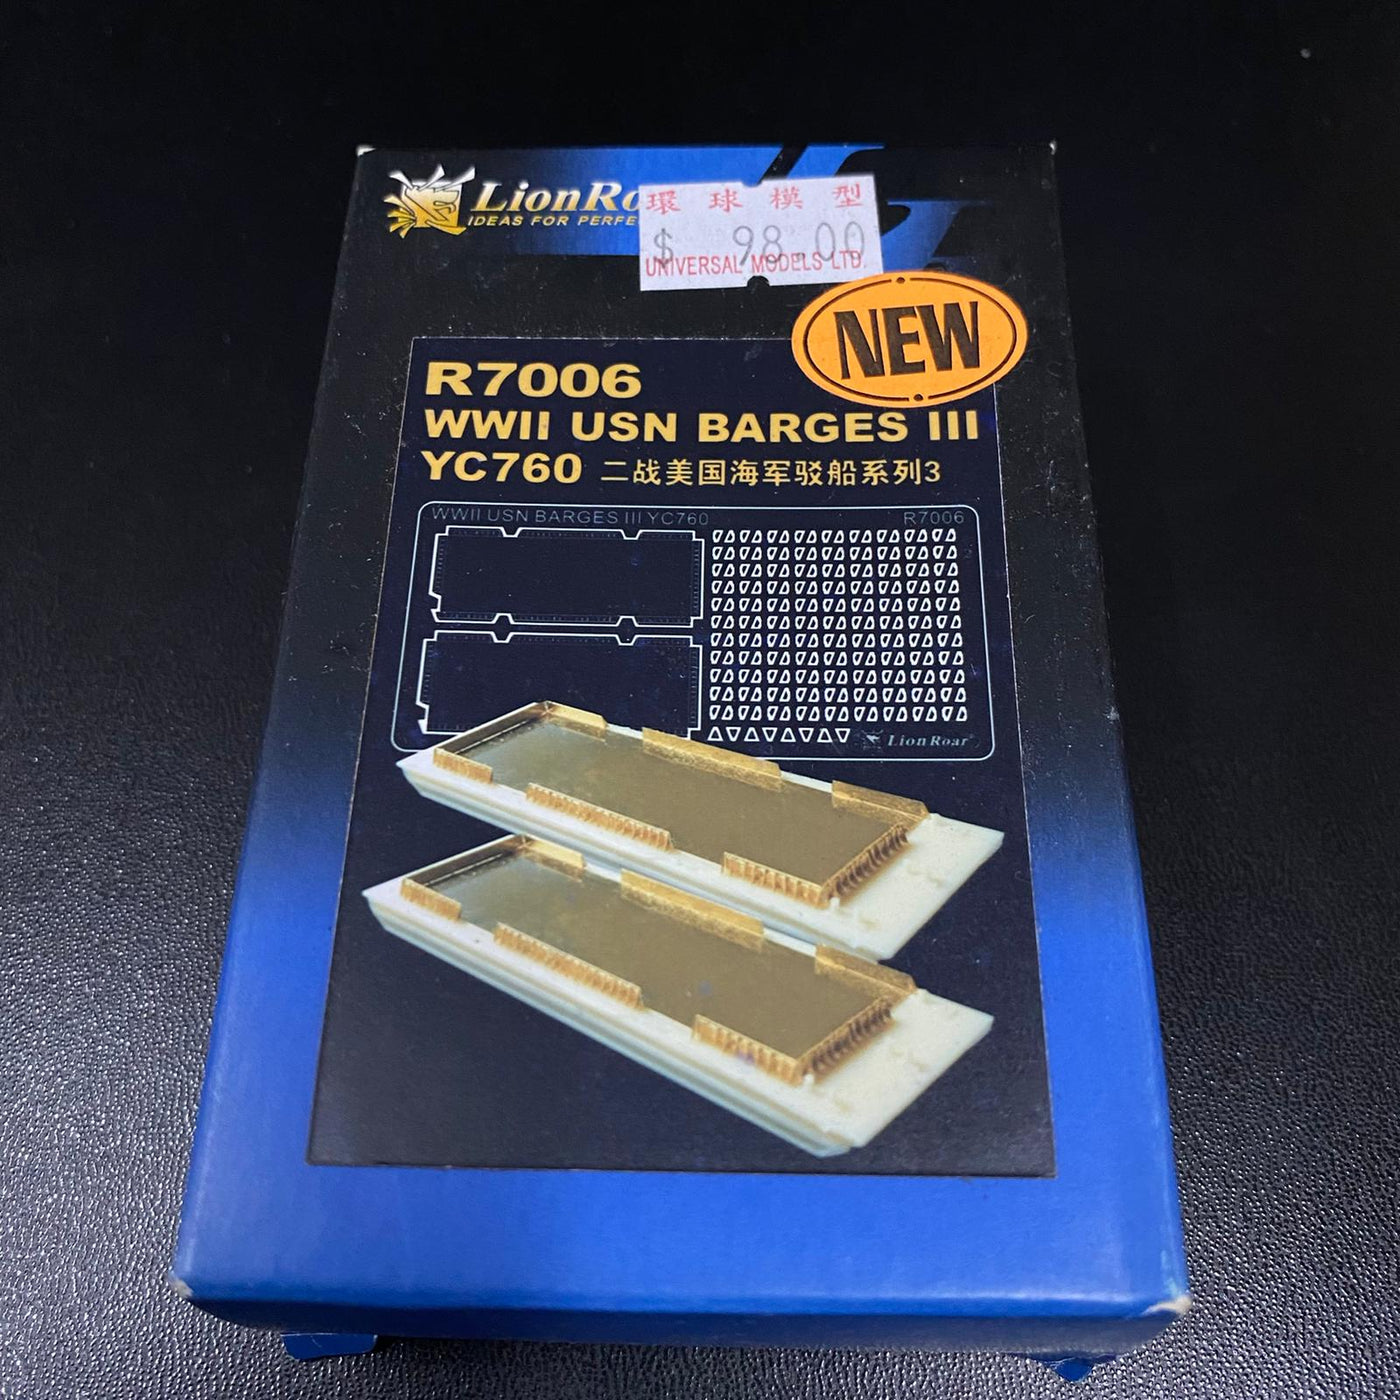 LionRo
IDEAS FOR PERFE
環球模型
$ 98.00
UNIVERSAL MODELS LTD.
NEW
R7006
WWII USN BARGES III
YC760 二战美国海军驳船系列3
WWII USN BARGES III YC760 R7006
Lion Roar